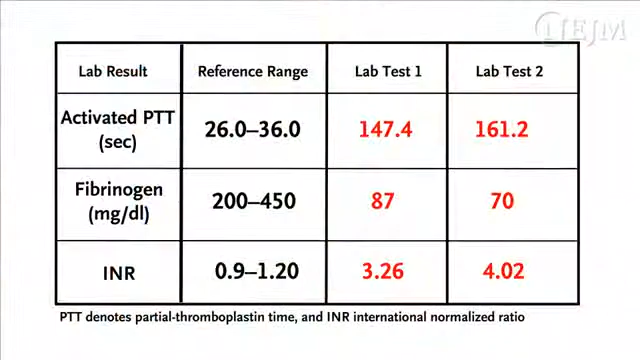 NEJM
Lab Result Reference Range Lab Test 1 Lab Test 2
Activated PTT
(sec) 26.0–36.0 147.4 161.2
Fibrinogen
(mg/dl) 200–450 87 70
INR 0.9–1.20 3.26 4.02
PTT denotes partial-thromboplastin time, and INR international normalized ratio